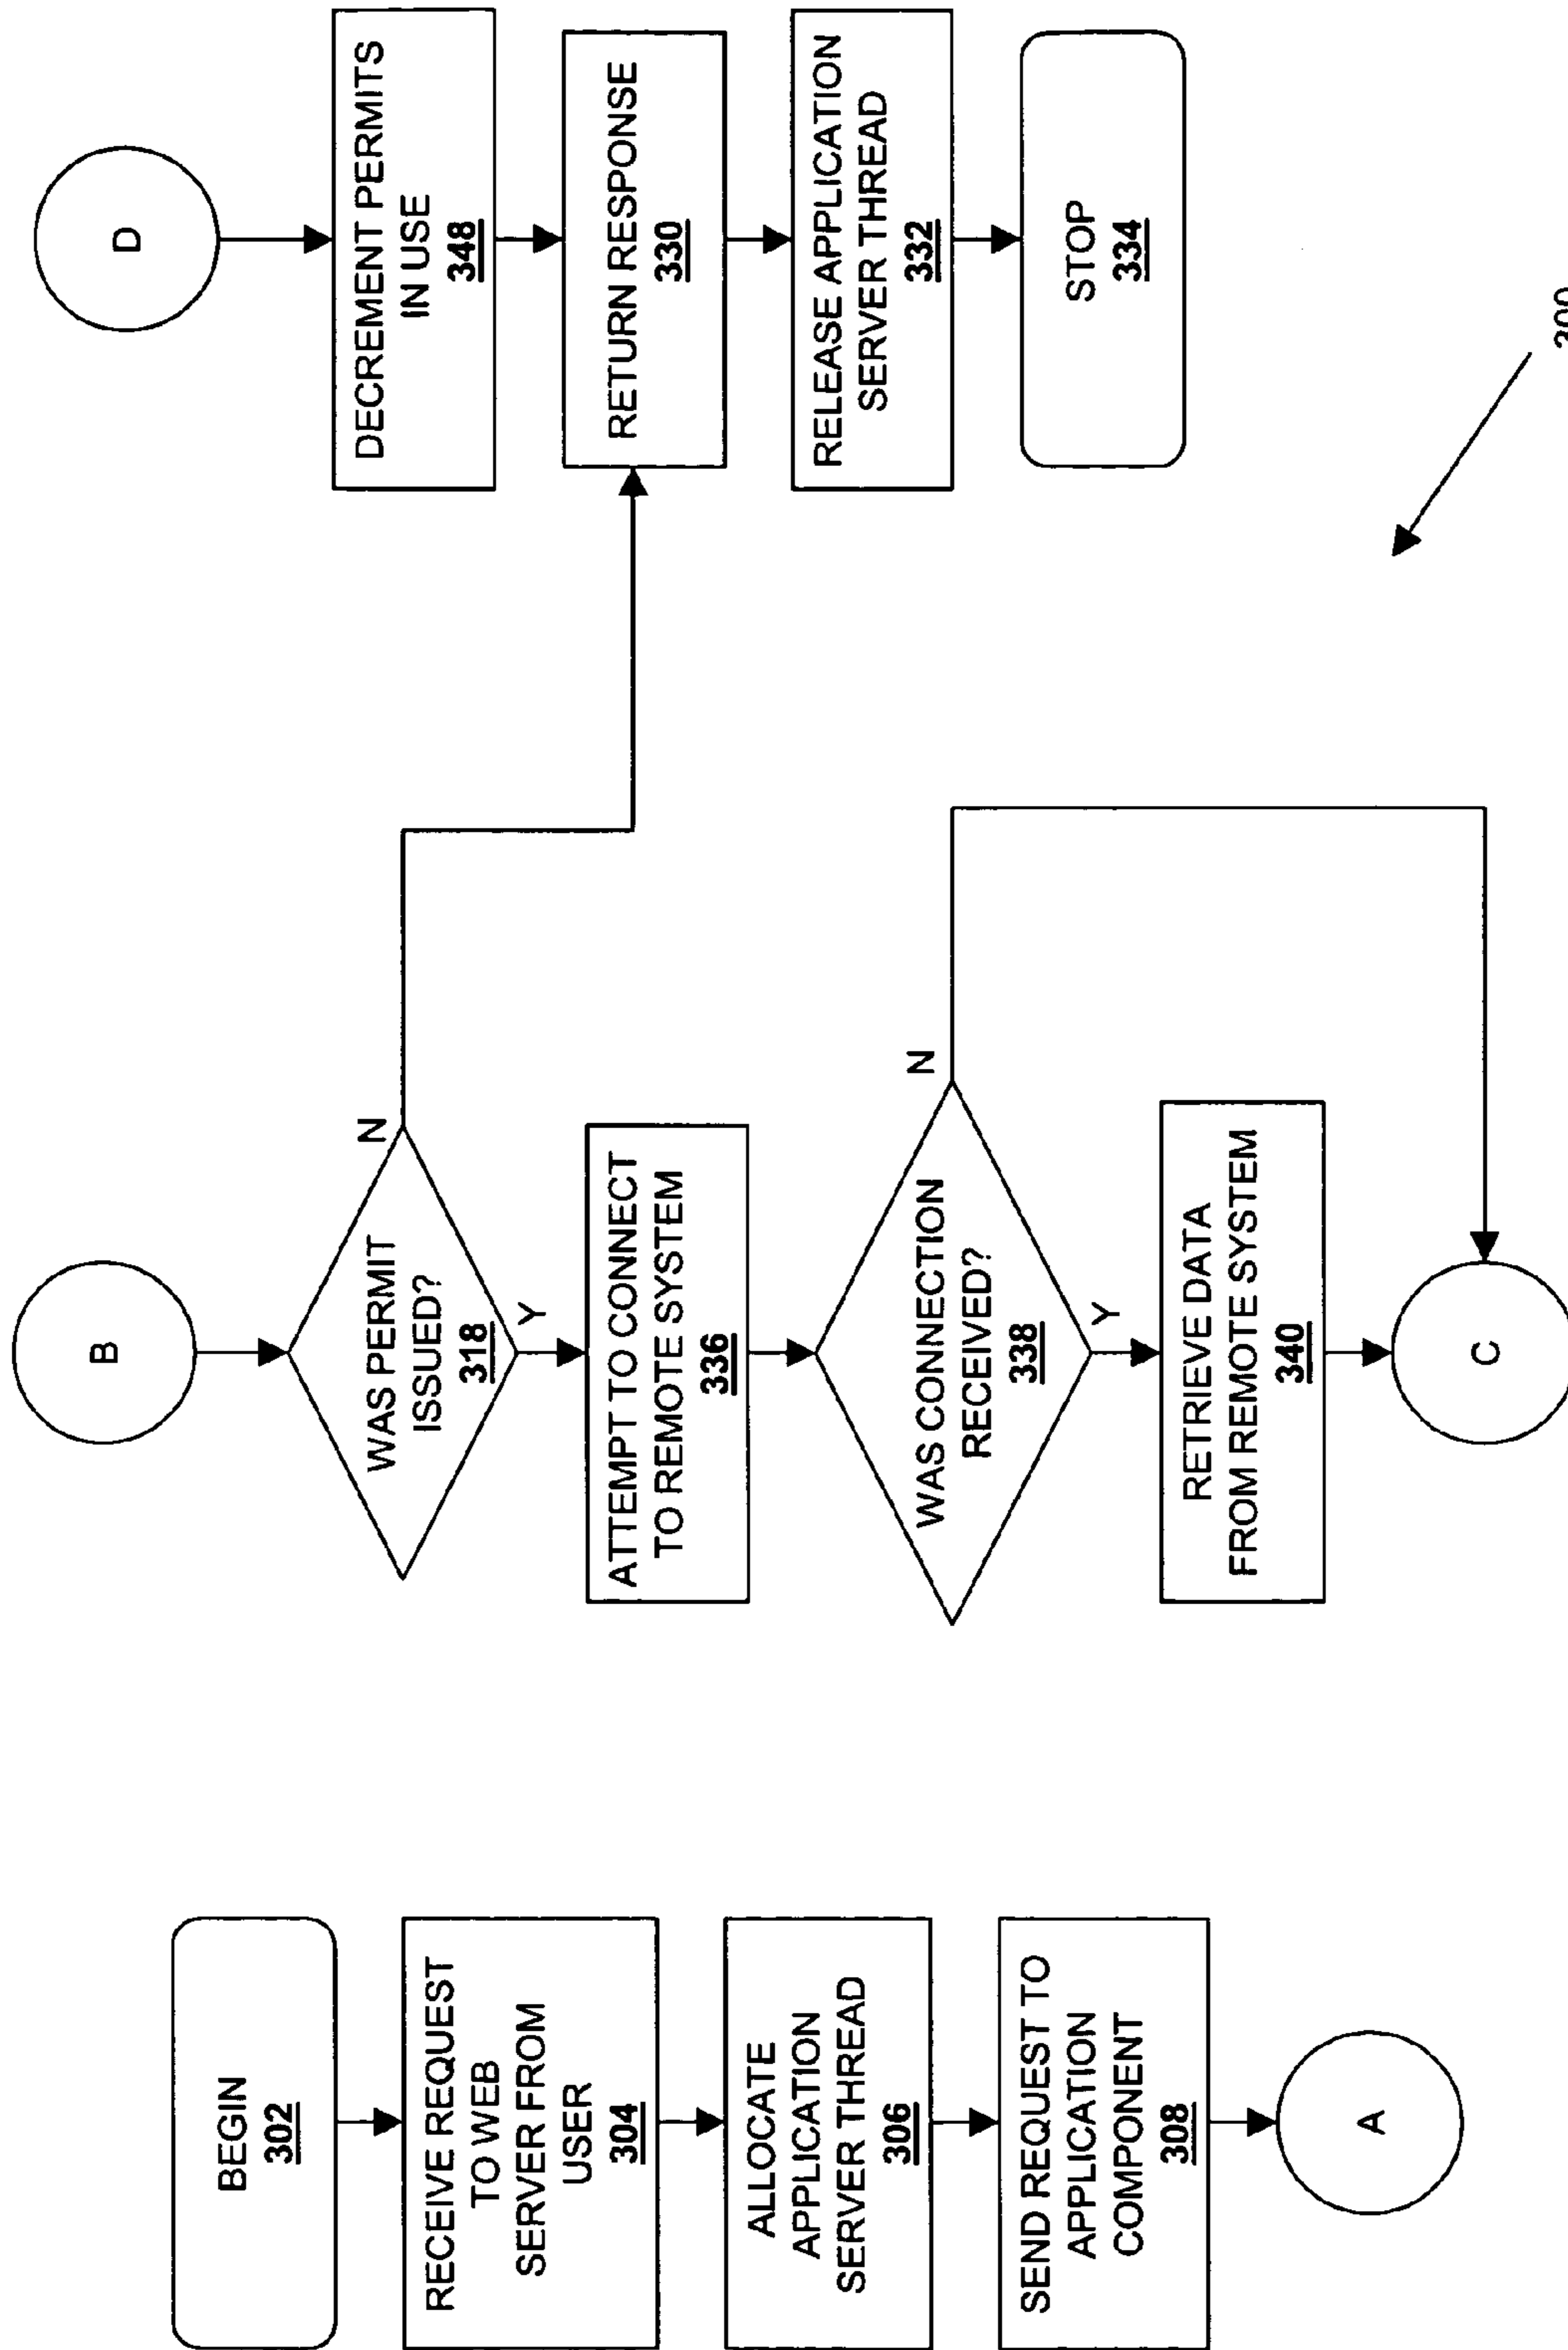 BEGIN
302
RECEIVE REQUEST
TO WEB
SERVER FROM
USER
304
ALLOCATE
APPLICATION
SERVER THREAD
306
SEND REQUEST TO
APPLICATION
COMPONENT
308
A
B
WAS PERMIT
ISSUED?
318
N
Y
ATTEMPT TO CONNECT
TO REMOTE SYSTEM
336
WAS CONNECTION
RECEIVED?
338
N
Y
RETRIEVE DATA
FROM REMOTE SYSTEM
340
C
D
DECREMENT PERMITS
IN USE
348
RETURN RESPONSE
330
RELEASE APPLICATION
SERVER THREAD
332
STOP
334
300